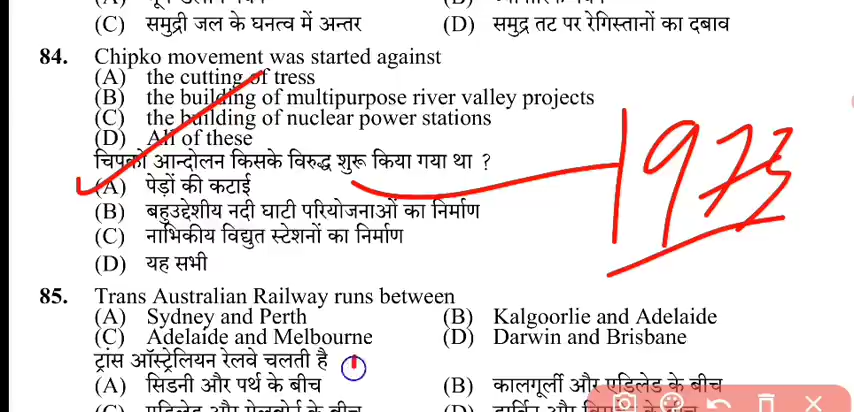 (C) समुद्री जल के घनत्व में अन्तर (D) समुद्र तट पर रेगिस्तानों का दबाव
84. Chipko movement was started against
(A) the cutting of tress
(B) the building of multipurpose river valley projects
(C) the building of nuclear power stations
(D) All of these
चिपको आन्दोलन किसके विरुद्ध शुरू किया गया था ?
(A) पेड़ों की कटाई
(B) बहुउद्देशीय नदी घाटी परियोजनाओं का निर्माण
(C) नाभिकीय विद्युत स्टेशनों का निर्माण
(D) यह सभी
1973
85. Trans Australian Railway runs between
(A) Sydney and Perth (B) Kalgoorlie and Adelaide
(C) Adelaide and Melbourne (D) Darwin and Brisbane
ट्रांस ऑस्ट्रेलियन रेलवे चलती है
(A) सिडनी और पर्थ के बीच (B) कालगूर्ली और एडिलेड के बीच